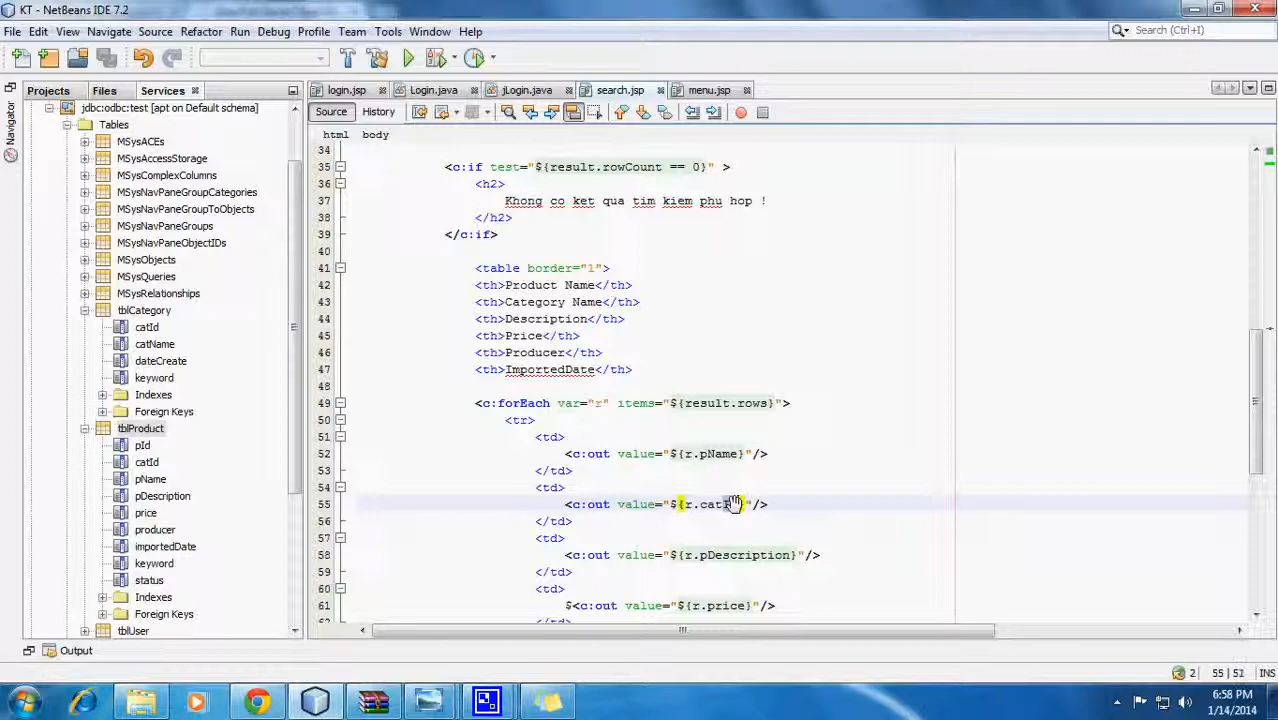 KT - NetBeans IDE 7.2
File Edit View Navigate Source Refactor Run Debug Profile Team Tools Window Help
Search (Ctrl+I)
Projects Files Services
login.jsp Login.java jLogin.java search.jsp menu.jsp
Navigator
jdbc:odbc:test [apt on Default schema]
Tables
MSysACEs
MSysAccessStorage
MSysComplexColumns
MSysNavPaneGroupCategories
MSysNavPaneGroupToObjects
MSysNavPaneGroups
MSysNavPaneObjectIDs
MSysObjects
MSysQueries
MSysRelationships
tblCategory
catId
catName
dateCreate
keyword
Indexes
Foreign Keys
tblProduct
pId
catId
pName
pDescription
price
producer
importedDate
keyword
status
Indexes
Foreign Keys
tblUser
Source History
html body
34
35 <c:if test="${result.rowCount == 0}" >
36 <h2>
37 Khong co ket qua tim kiem phu hop !
38 </h2>
39 </c:if>
40
41 <table border="1">
42 <th>Product Name</th>
43 <th>Category Name</th>
44 <th>Description</th>
45 <th>Price</th>
46 <th>Producer</th>
47 <th>ImportedDate</th>
48
49 <c:forEach var="r" items="${result.rows}">
50 <tr>
51 <td>
52 <c:out value="${r.pName}"/>
53 </td>
54 <td>
55 <c:out value="${r.cat }"/>
56 </td>
57 <td>
58 <c:out value="${r.pDescription}"/>
59 </td>
60 <td>
61 $<c:out value="${r.price}"/>
Output
2 55 | 52 INS
6:58 PM
1/14/2014